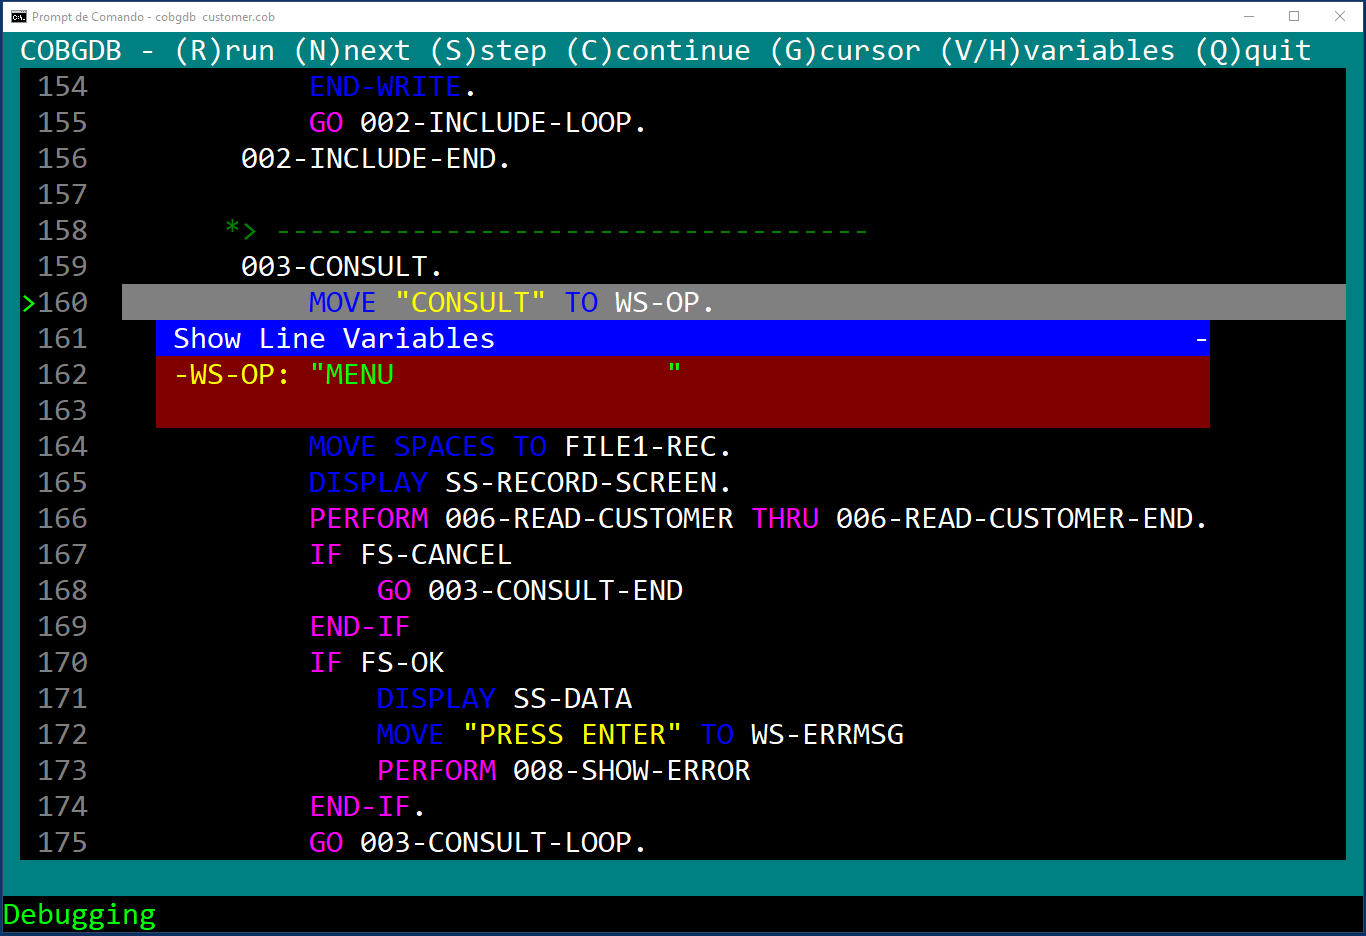 Prompt de Comando - cobgdb  customer.cob
COBGDB - (R)run (N)next (S)step (C)continue (G)cursor (V/H)variables (Q)quit
154             END-WRITE.
155             GO 002-INCLUDE-LOOP.
156         002-INCLUDE-END.
157
158        *> -----------------------------------
159         003-CONSULT.
>160             MOVE "CONSULT" TO WS-OP.
161     Show Line Variables                                         -
162     -WS-OP: "MENU                "
163
164             MOVE SPACES TO FILE1-REC.
165             DISPLAY SS-RECORD-SCREEN.
166             PERFORM 006-READ-CUSTOMER THRU 006-READ-CUSTOMER-END.
167             IF FS-CANCEL
168                 GO 003-CONSULT-END
169             END-IF
170             IF FS-OK
171                 DISPLAY SS-DATA
172                 MOVE "PRESS ENTER" TO WS-ERRMSG
173                 PERFORM 008-SHOW-ERROR
174             END-IF.
175             GO 003-CONSULT-LOOP.
Debugging